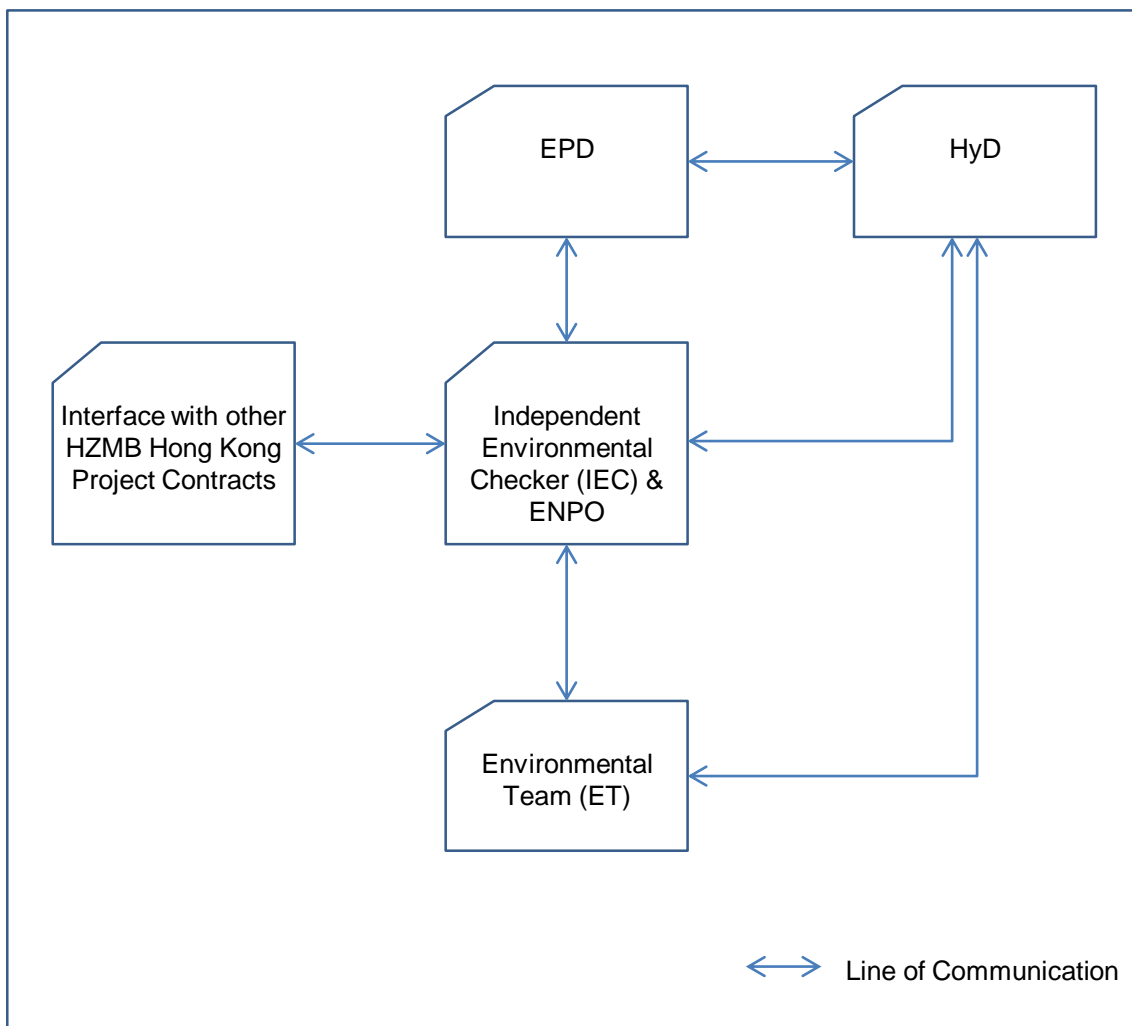 EPD
HyD
Interface with other
HZMB Hong Kong
Project Contracts
Independent
Environmental
Checker (IEC) &
ENPO
Environmental
Team (ET)
Line of Communication